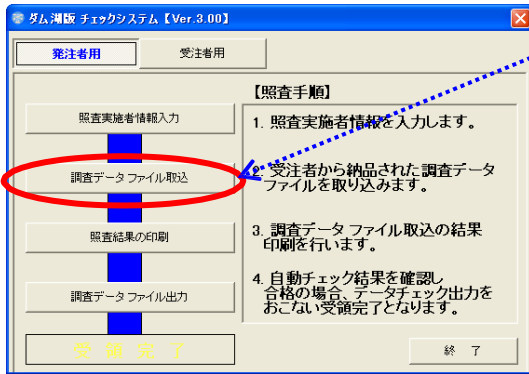 ダム湖版 チェックシステム【Ver.3.00】
発注者用
受注者用
照査実施者情報入力
調査データファイル取込
照査結果の印刷
調査データファイル出力
受 領 完 了
【照査手順】
1. 照査実施者情報を入力します。
2. 受注者から納品された調査データ
ファイルを取り込みます。
3. 調査データファイル取込の結果
印刷を行います。
4. 自動チェック結果を確認し
合格の場合、データチェック出力を
おこない受領完了となります。
終 了